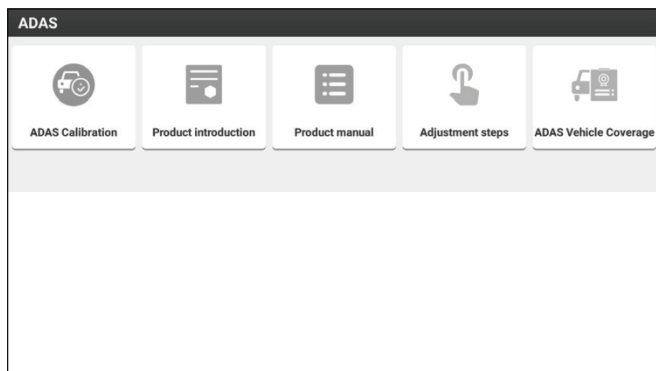 ADAS
ADAS Calibration
Product introduction
Product manual
Adjustment steps
ADAS Vehicle Coverage